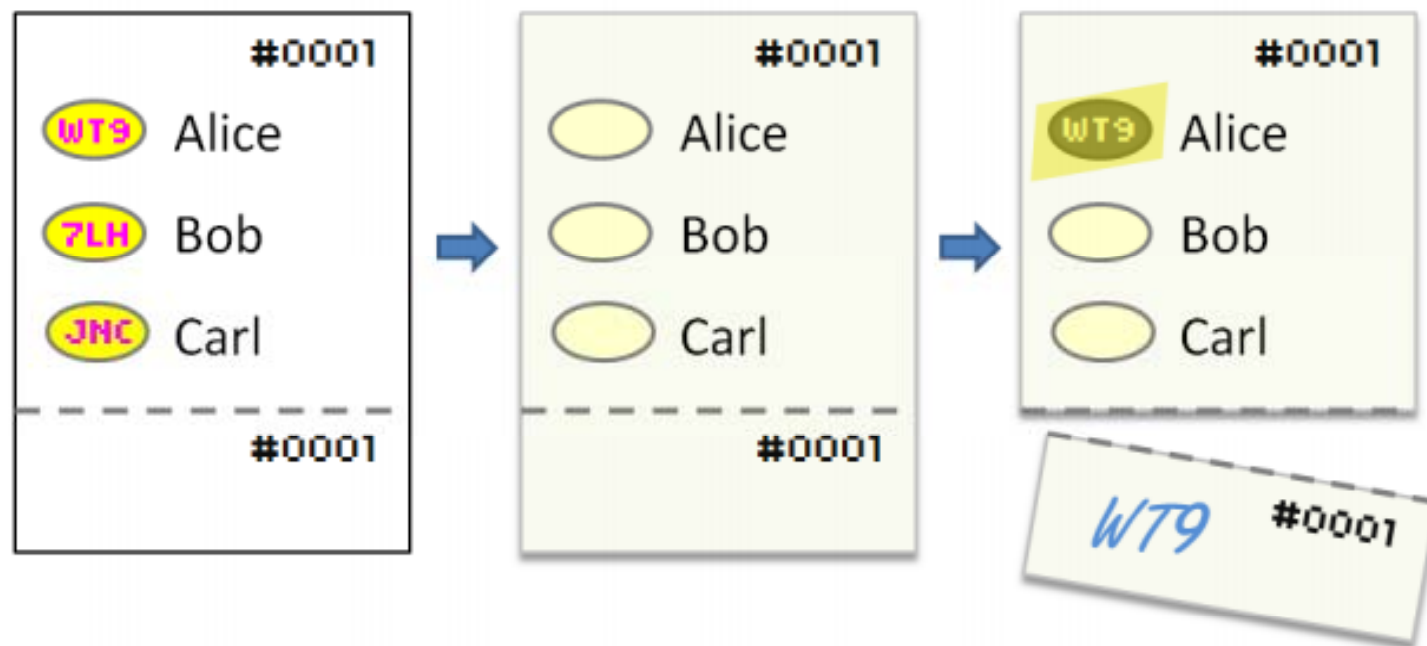 #0001
WT9 Alice
7LH Bob
JNC Carl
#0001
#0001
Alice
Bob
Carl
#0001
#0001
WT9 Alice
Bob
Carl
WT9 #0001